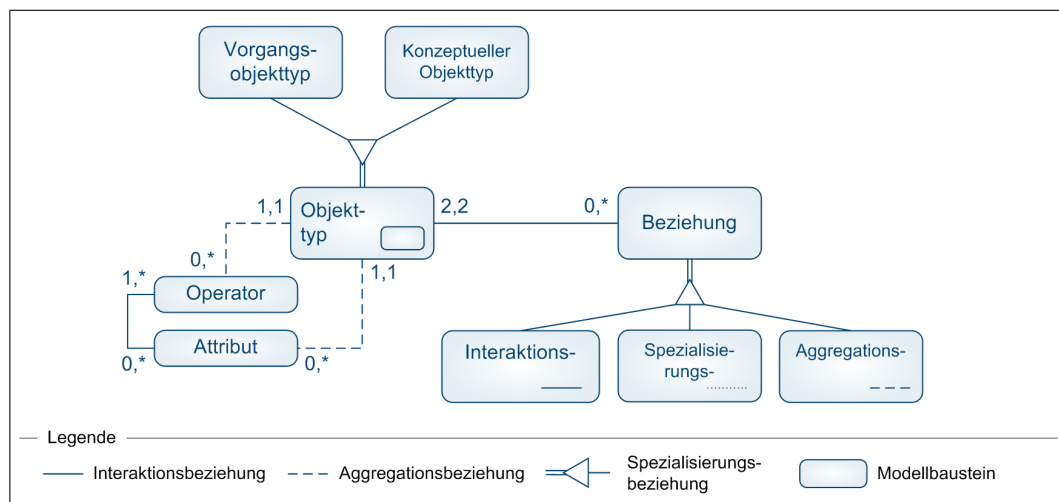 Vorgangs-
objekttyp
Konzeptueller
Objekttyp
1,1
Objekt-
typ
2,2
0,*
Beziehung
0,*
1,1
1,*
Operator
Attribut
0,*
0,*
Interaktions-
Spezialisie-
rungs-
Aggregations-
Legende
Interaktionsbeziehung
Aggregationsbeziehung
Spezialisierungs-
beziehung
Modellbaustein